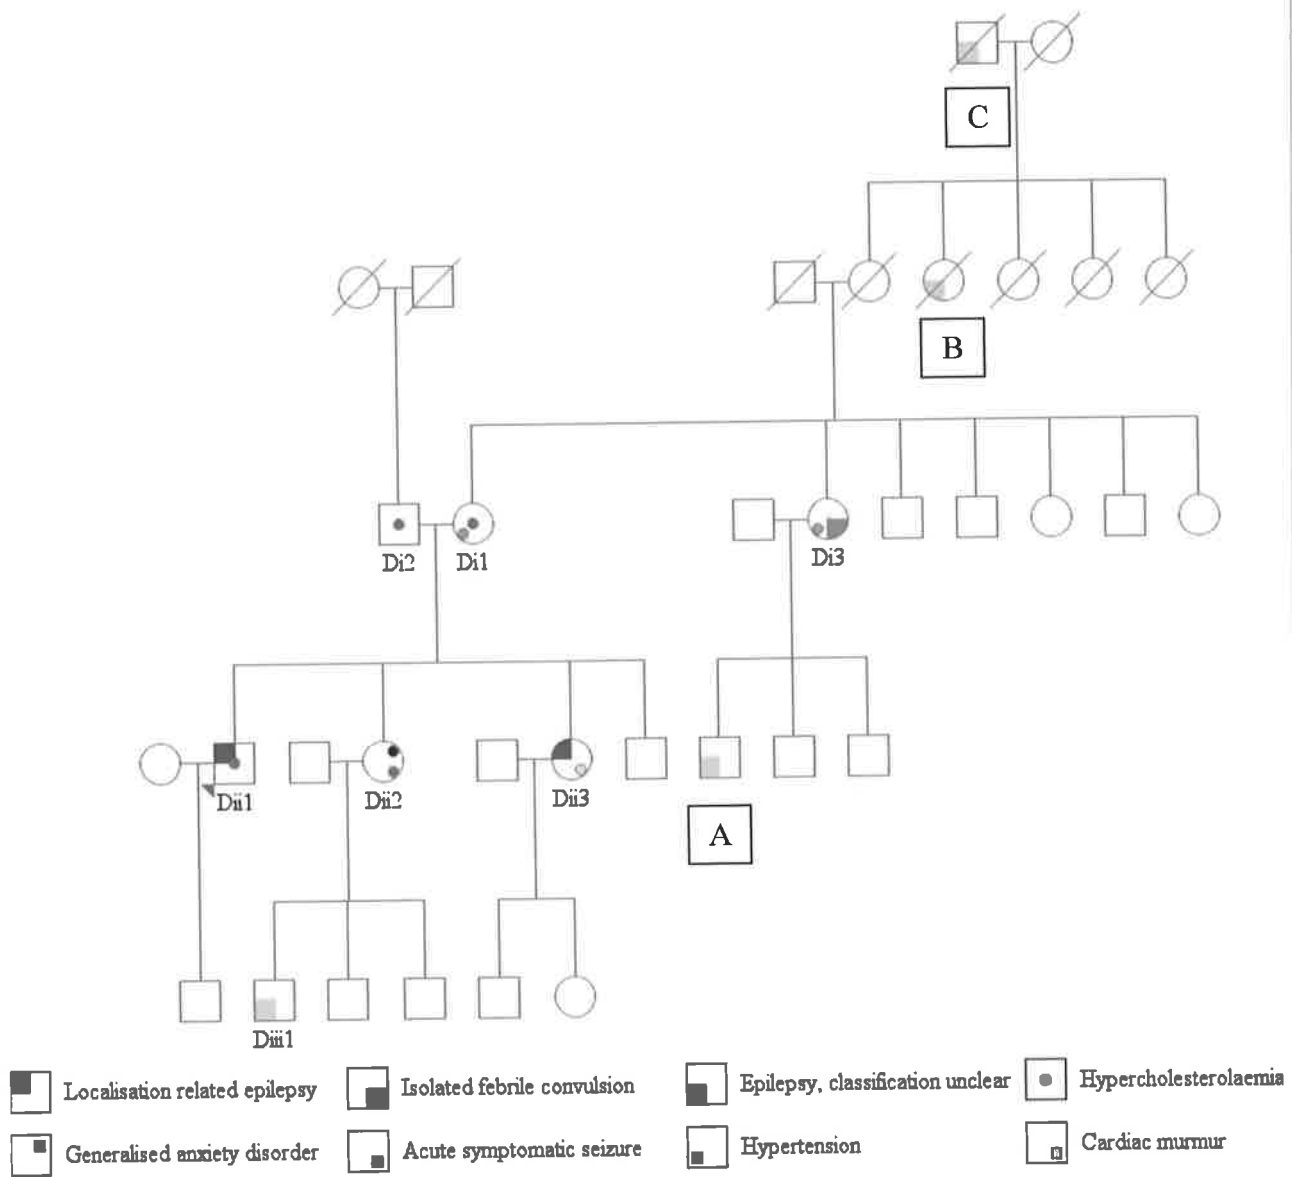 C
B
Di2
Di1
Di3
Dii1
Dii2
Dii3
A
Diii1
Localisation related epilepsy
Isolated febrile convulsion
Epilepsy, classification unclear
Hypercholesterolaemia
Generalised anxiety disorder
Acute symptomatic seizure
Hypertension
Cardiac murmur